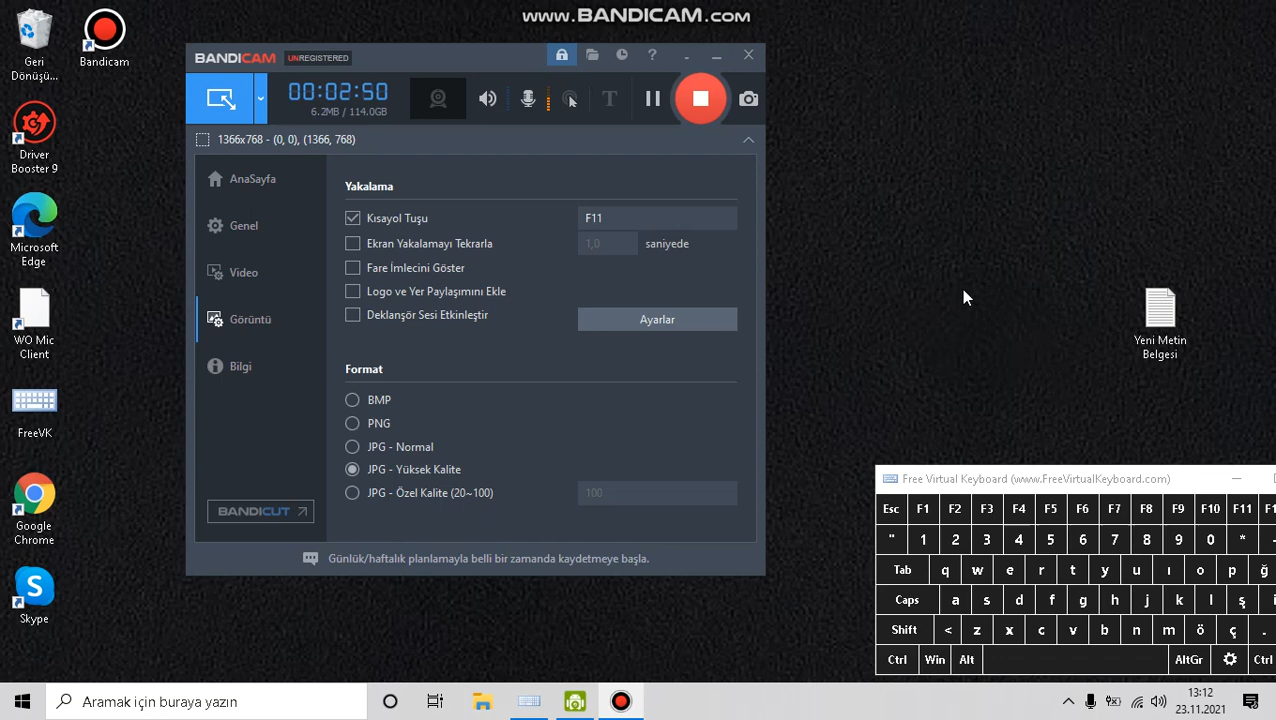 www.BANDICAM.com
Geri
Dönüşü...
Bandicam
Driver
Booster 9
Microsoft
Edge
WO Mic
Client
FreeVK
Google
Chrome
Skype
BANDICAM UNREGISTERED
?
00:02:50
6.2MB / 114.0GB
T
1366x768 - (0, 0), (1366, 768)
AnaSayfa
Genel
Video
Görüntü
Bilgi
BANDICUT
Yakalama
Kısayol Tuşu F11
Ekran Yakalamayı Tekrarla 1,0 saniyede
Fare İmlecini Göster
Logo ve Yer Paylaşımını Ekle
Deklanşör Sesi Etkinleştir Ayarlar
Format
BMP
PNG
JPG - Normal
JPG - Yüksek Kalite
JPG - Özel Kalite (20~100) 100
Günlük/haftalık planlamayla belli bir zamanda kaydetmeye başla.
Yeni Metin
Belgesi
Free Virtual Keyboard (www.FreeVirtualKeyboard.com)
Esc F1 F2 F3 F4 F5 F6 F7 F8 F9 F10 F11
" 1 2 3 4 5 6 7 8 9 0 *
Tab q w e r t y u ı o p ğ
Caps a s d f g h j k l ş i
Shift < z x c v b n m ö ç .
Ctrl Win Alt AltGr Ctrl
Aramak için buraya yazın
13:12
23.11.2021